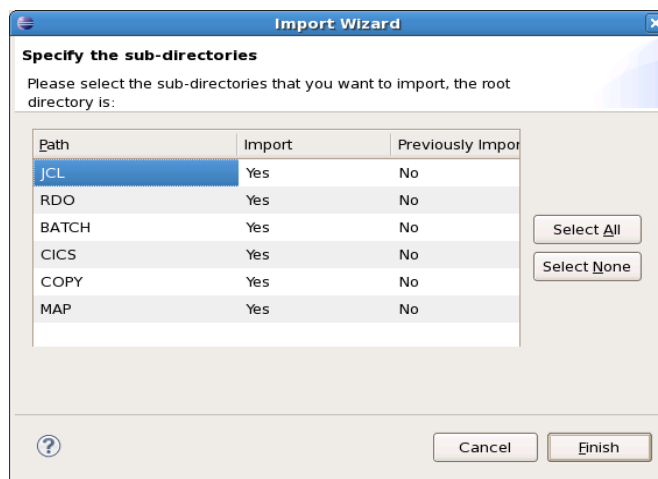 Import Wizard
Specify the sub-directories
Please select the sub-directories that you want to import, the root
directory is:
Path Import Previously Impor
JCL Yes No
RDO Yes No
BATCH Yes No
CICS Yes No
COPY Yes No
MAP Yes No
Select All
Select None
Cancel Finish